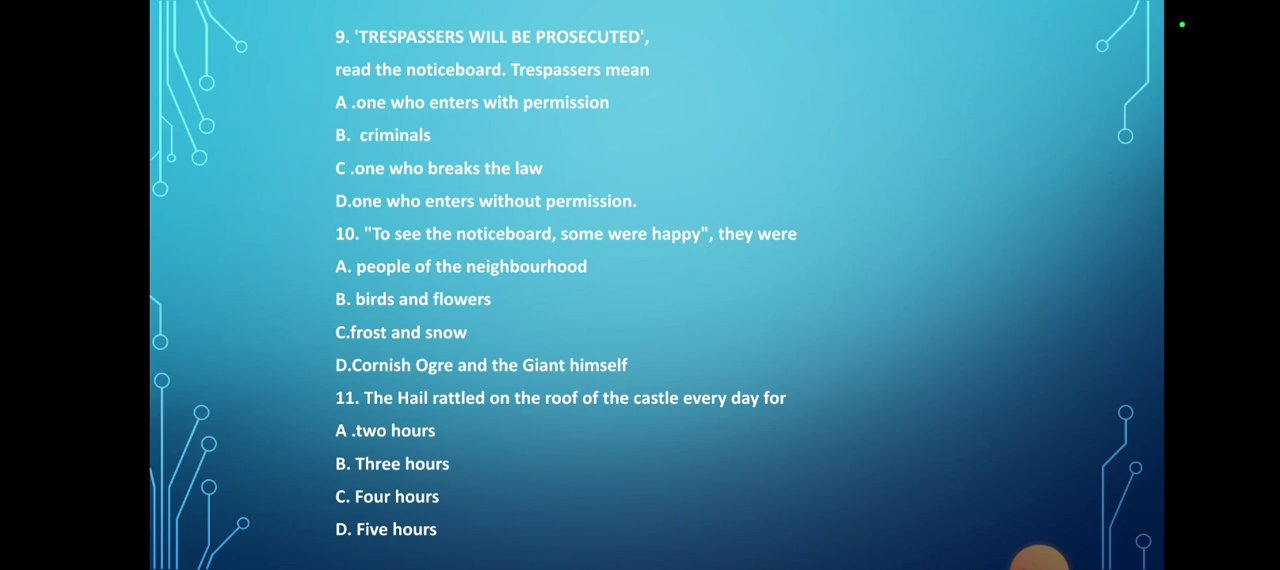 9. 'TRESPASSERS WILL BE PROSECUTED',
read the noticeboard. Trespassers mean
A .one who enters with permission
B.  criminals
C .one who breaks the law
D.one who enters without permission.
10. "To see the noticeboard, some were happy", they were
A. people of the neighbourhood
B. birds and flowers
C.frost and snow
D.Cornish Ogre and the Giant himself
11. The Hail rattled on the roof of the castle every day for
A .two hours
B. Three hours
C. Four hours
D. Five hours